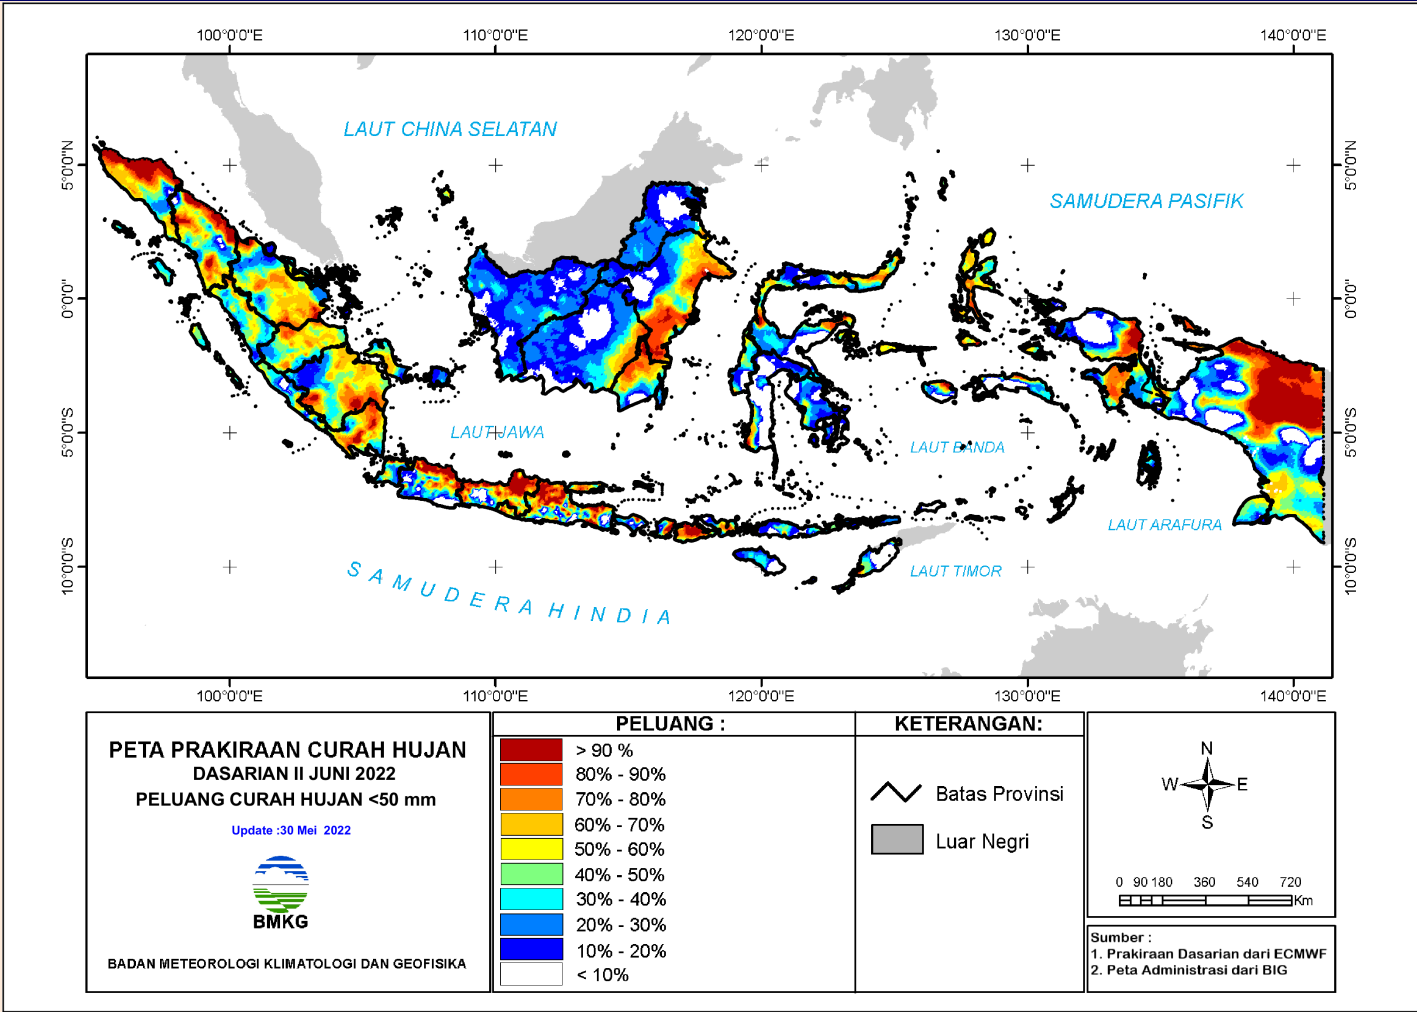 100°0'0"E 110°0'0"E 120°0'0"E 130°0'0"E 140°0'0"E
5°0'0"N 5°0'0"N
0°0'0" 0°0'0"
5°0'0"S 5°0'0"S
10°0'0"S 10°0'0"S
LAUT CHINA SELATAN
SAMUDERA PASIFIK
LAUT JAWA
LAUT BANDA
LAUT ARAFURA
LAUT TIMOR
SAMUDERA HINDIA
100°0'0"E 110°0'0"E 120°0'0"E 130°0'0"E 140°0'0"E
PETA PRAKIRAAN CURAH HUJAN
DASARIAN II JUNI 2022
PELUANG CURAH HUJAN <50 mm
Update :30 Mei 2022
BMKG
BADAN METEOROLOGI KLIMATOLOGI DAN GEOFISIKA
PELUANG :
> 90 %
80% - 90%
70% - 80%
60% - 70%
50% - 60%
40% - 50%
30% - 40%
20% - 30%
10% - 20%
< 10%
KETERANGAN:
Batas Provinsi
Luar Negri
N
W E
S
0 90 180 360 540 720
Km
Sumber :
1. Prakiraan Dasarian dari ECMWF
2. Peta Administrasi dari BIG